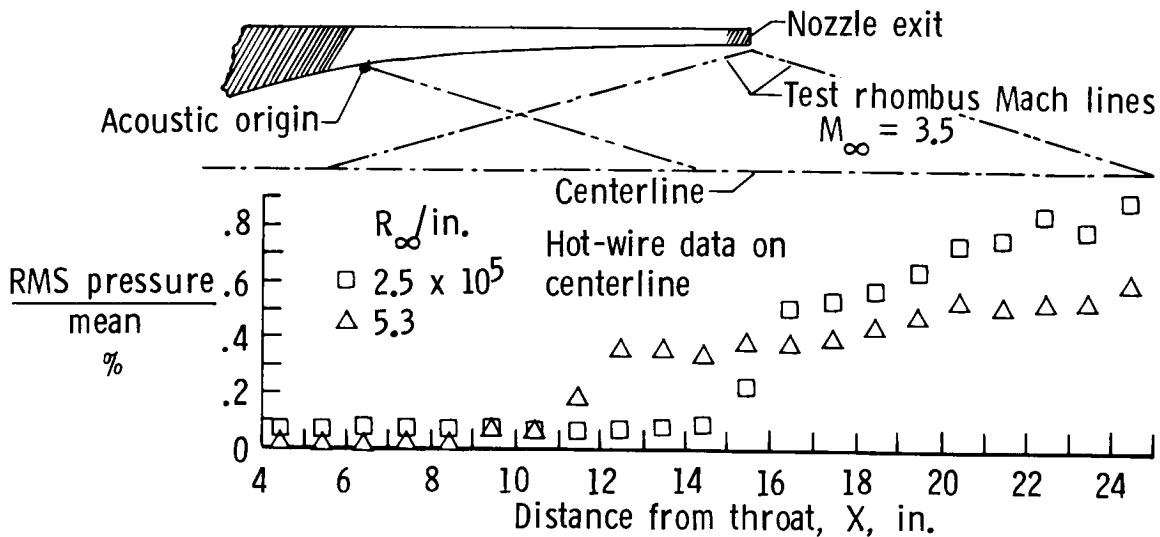 Nozzle exit
Acoustic origin
Test rhombus Mach lines
M∞ = 3.5
Centerline
R∞/in.
□ 2.5 x 10⁵
△ 5.3
Hot-wire data on
centerline
RMS pressure
mean
%
.8
.6
.4
.2
0
4 6 8 10 12 14 16 18 20 22 24
Distance from throat, X, in.